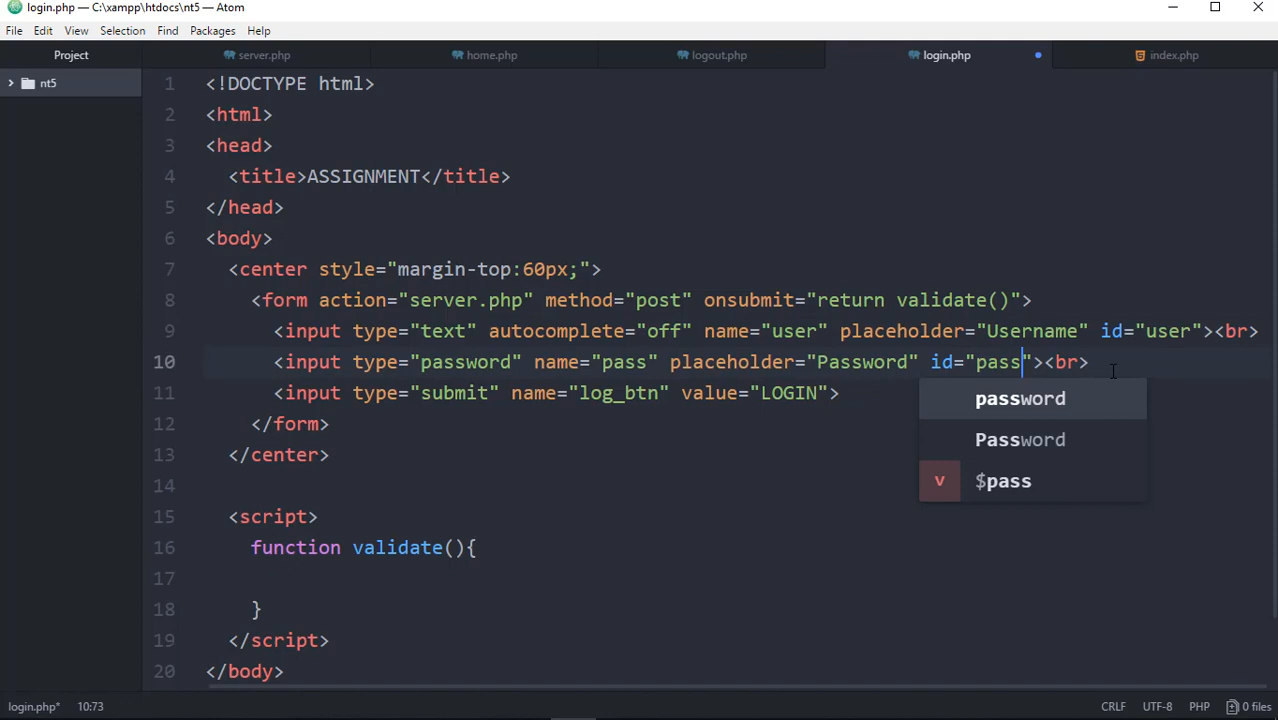 login.php — C:\xampp\htdocs\nt5 — Atom
File Edit View Selection Find Packages Help
Project server.php home.php logout.php login.php index.php
nt5
1 <!DOCTYPE html>
2 <html>
3 <head>
4 <title>ASSIGNMENT</title>
5 </head>
6 <body>
7 <center style="margin-top:60px;">
8 <form action="server.php" method="post" onsubmit="return validate()">
9 <input type="text" autocomplete="off" name="user" placeholder="Username" id="user"><br>
10 <input type="password" name="pass" placeholder="Password" id="pass"><br>
11 <input type="submit" name="log_btn" value="LOGIN">
12 </form>
13 </center>
14
15 <script>
16 function validate(){
17
18 }
19 </script>
20 </body>
password
Password
v $pass
login.php* 10:73 CRLF UTF-8 PHP 0 files